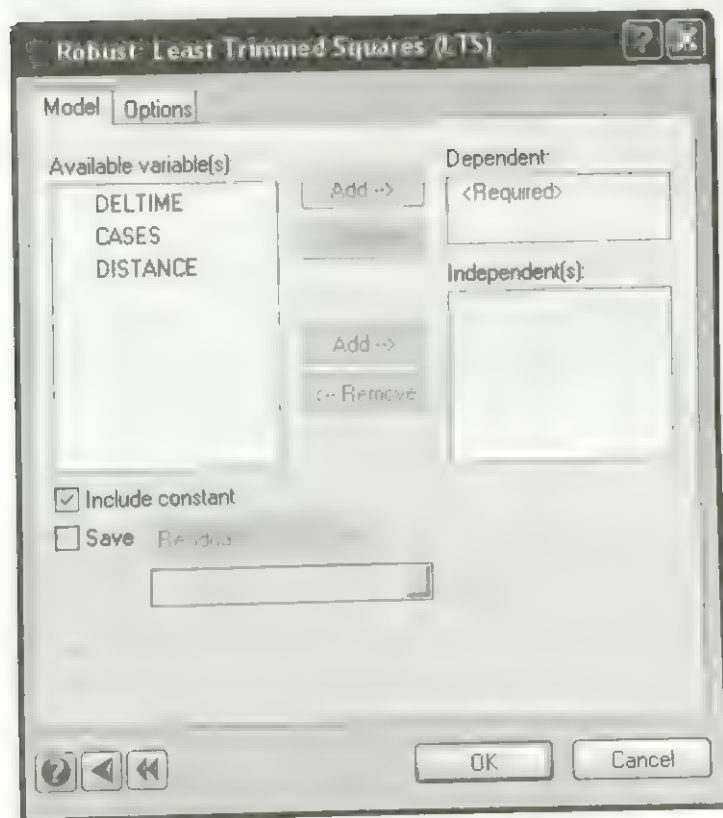 Robust: Least Trimmed Squares (LTS)
Model
Options
Available variable(s)
DELTIME
CASES
DISTANCE
Add -->
Dependent:
<Required>
Independent(s):
Add -->
<-- Remove
Include constant
Save
OK
Cancel